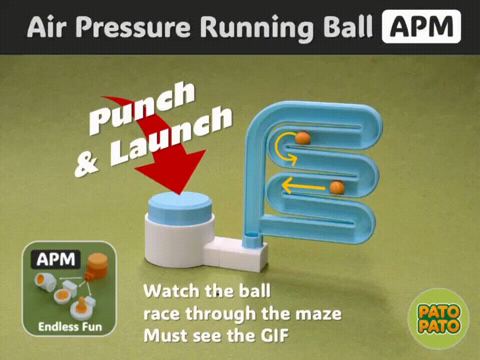 Air Pressure Running Ball APM
Punch
& Launch
APM
Endless Fun
Watch the ball
race through the maze
Must see the GIF
PATO
PATO